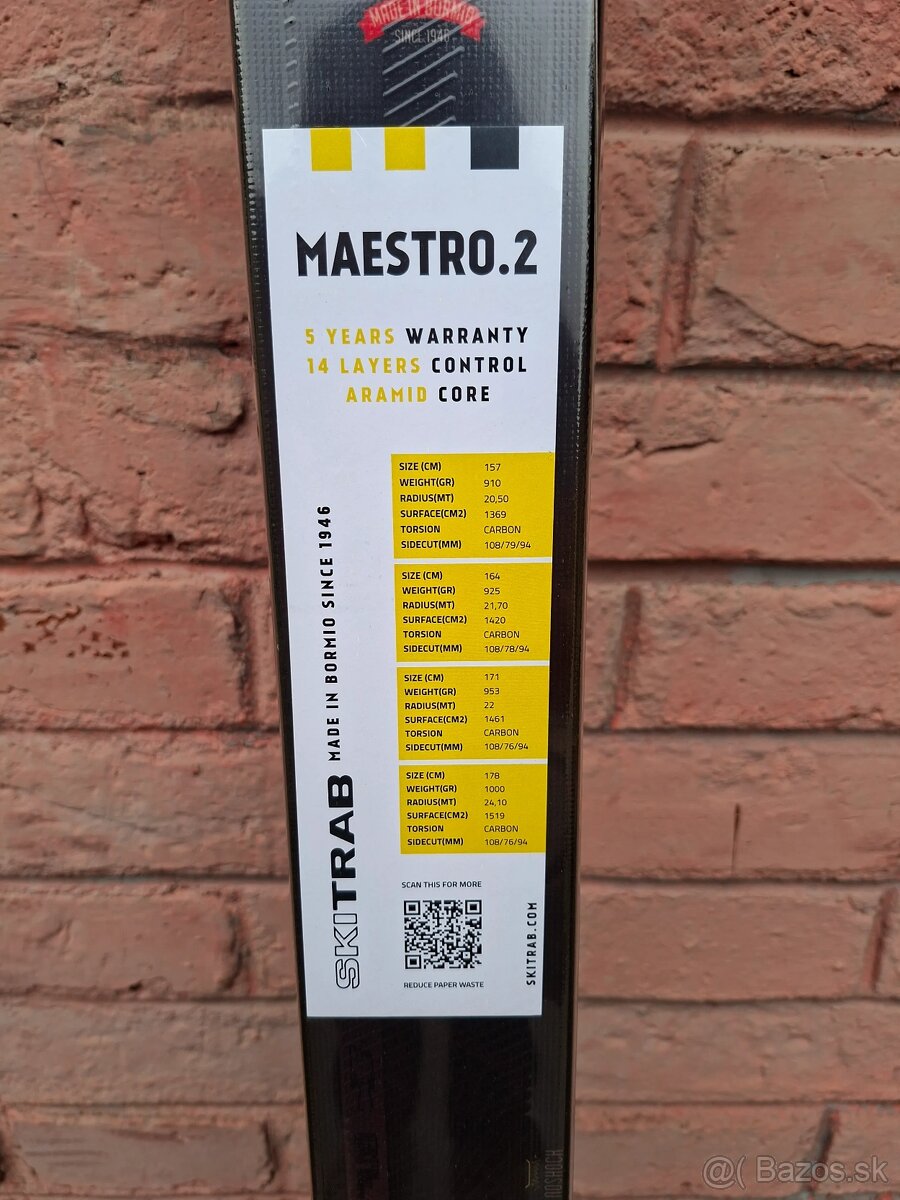 MADE IN BORMIO
SINCE 1946
MAESTRO.2
5 YEARS WARRANTY
14 LAYERS CONTROL
ARAMID CORE
SIZE (CM) 157
WEIGHT(GR) 910
RADIUS(MT) 20,50
SURFACE(CM2) 1369
TORSION CARBON
SIDECUT(MM) 108/79/94
SIZE (CM) 164
WEIGHT(GR) 925
RADIUS(MT) 21,70
SURFACE(CM2) 1420
TORSION CARBON
SIDECUT(MM) 108/78/94
SIZE (CM) 171
WEIGHT(GR) 953
RADIUS(MT) 22
SURFACE(CM2) 1461
TORSION CARBON
SIDECUT(MM) 108/76/94
SIZE (CM) 178
WEIGHT(GR) 1000
RADIUS(MT) 24,10
SURFACE(CM2) 1519
TORSION CARBON
SIDECUT(MM) 108/76/94
SKITRAB MADE IN BORMIO SINCE 1946
SCAN THIS FOR MORE
REDUCE PAPER WASTE
SKITRAB.COM
@( Bazos.sk